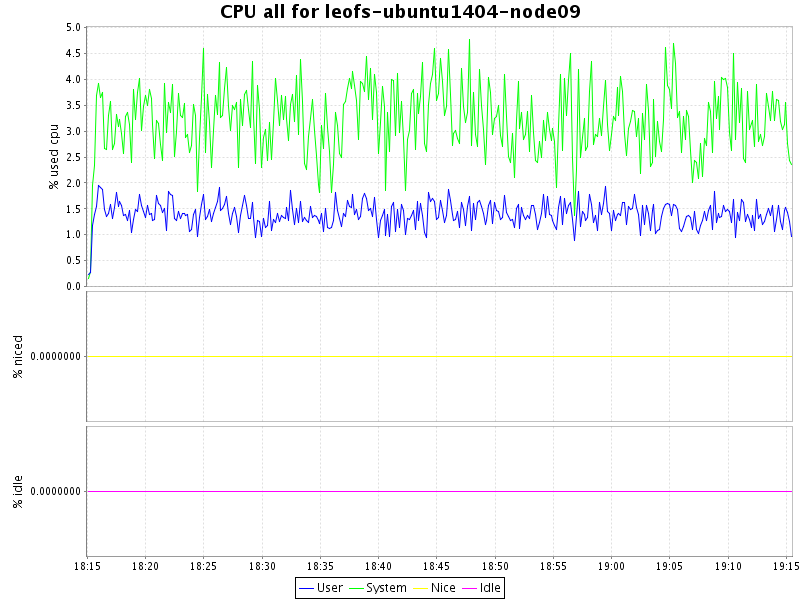 CPU all for leofs-ubuntu1404-node09
% used cpu
5.0
4.5
4.0
3.5
3.0
2.5
2.0
1.5
1.0
0.5
0.0
% niced
0.0000000
% idle
0.0000000
18:15 18:20 18:25 18:30 18:35 18:40 18:45 18:50 18:55 19:00 19:05 19:10 19:15
User System Nice Idle